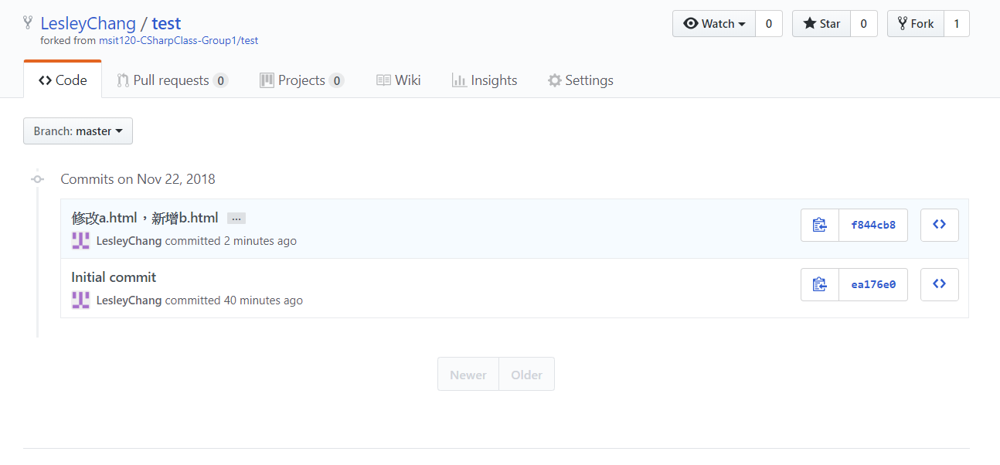 LesleyChang / test
Watch 0 Star 0 Fork 1
forked from msit120-CSharpClass-Group1/test
Code Pull requests 0 Projects 0 Wiki Insights Settings
Branch: master
Commits on Nov 22, 2018
修改a.html，新增b.html ...
f844cb8
LesleyChang committed 2 minutes ago
Initial commit
ea176e0
LesleyChang committed 40 minutes ago
Newer Older